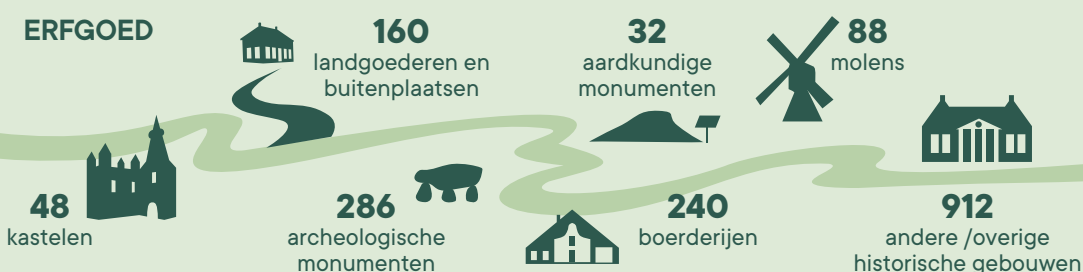 ERFGOED
160
landgoederen en
buitenplaatsen
32
aardkundige
monumenten
88
molens
48
kastelen
286
archeologische
monumenten
240
boerderijen
912
andere /overige
historische gebouwen